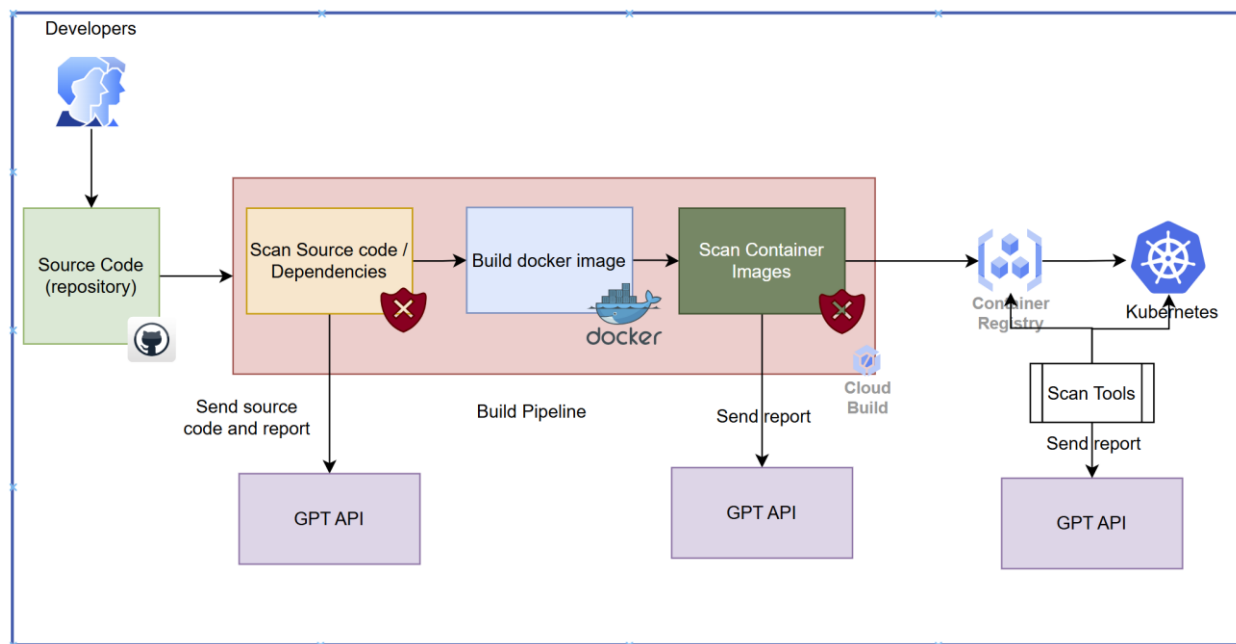 Developers
Source Code
(repository)
Scan Source code /
Dependencies
Build docker image
docker
Scan Container
Images
Cloud
Build
Container
Registry
Kubernetes
Send source
code and report
Build Pipeline
Send report
Scan Tools
Send report
GPT API
GPT API
GPT API